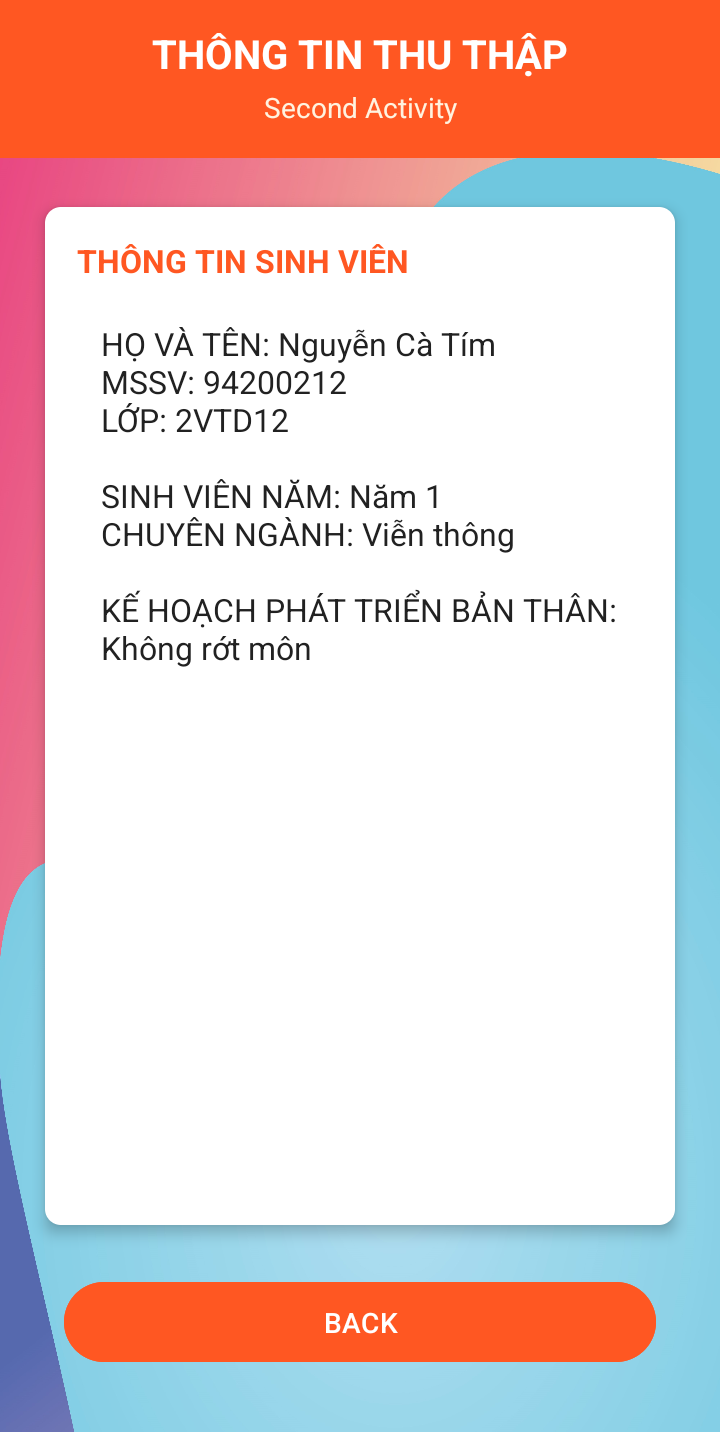 THÔNG TIN THU THẬP
Second Activity
THÔNG TIN SINH VIÊN
HỌ VÀ TÊN: Nguyễn Cà Tím
MSSV: 94200212
LỚP: 2VTD12
SINH VIÊN NĂM: Năm 1
CHUYÊN NGÀNH: Viễn thông
KẾ HOẠCH PHÁT TRIỂN BẢN THÂN:
Không rớt môn
BACK